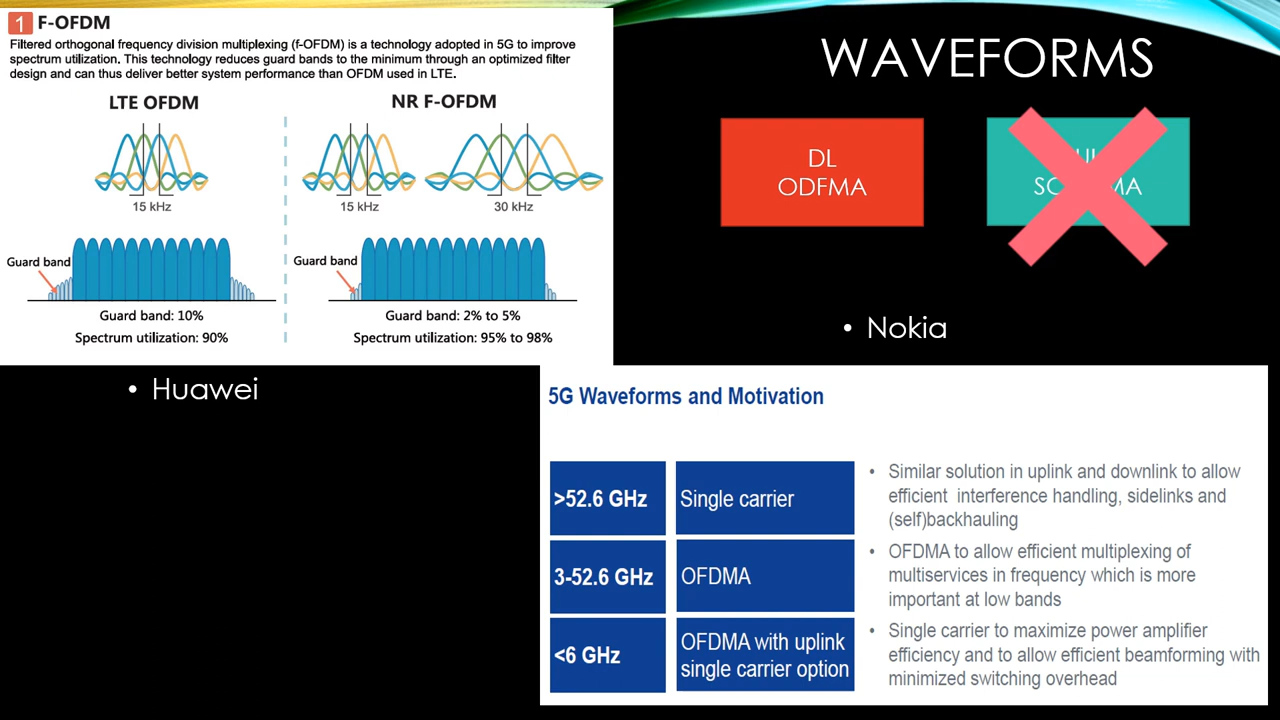 1 F-OFDM
Filtered orthogonal frequency division multiplexing (f-OFDM) is a technology adopted in 5G to improve
spectrum utilization. This technology reduces guard bands to the minimum through an optimized filter
design and can thus deliver better system performance than OFDM used in LTE.
LTE OFDM
NR F-OFDM
15 kHz
15 kHz
30 kHz
Guard band
Guard band
Guard band: 10%
Guard band: 2% to 5%
Spectrum utilization: 90%
Spectrum utilization: 95% to 98%
• Huawei
WAVEFORMS
DL
ODFMA
• Nokia
5G Waveforms and Motivation
>52.6 GHz
Single carrier
3-52.6 GHz
OFDMA
<6 GHz
OFDMA with uplink
single carrier option
• Similar solution in uplink and downlink to allow
efficient interference handling, sidelinks and
(self)backhauling
• OFDMA to allow efficient multiplexing of
multiservices in frequency which is more
important at low bands
• Single carrier to maximize power amplifier
efficiency and to allow efficient beamforming with
minimized switching overhead